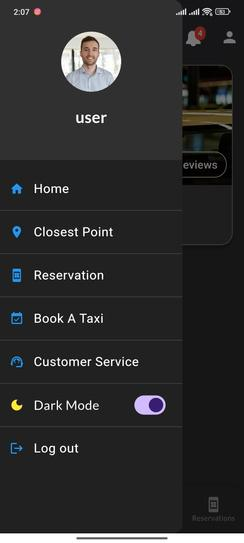 2:07
4
user
eviews
Home
Closest Point
Reservation
Book A Taxi
Customer Service
Dark Mode
Log out
Reservations